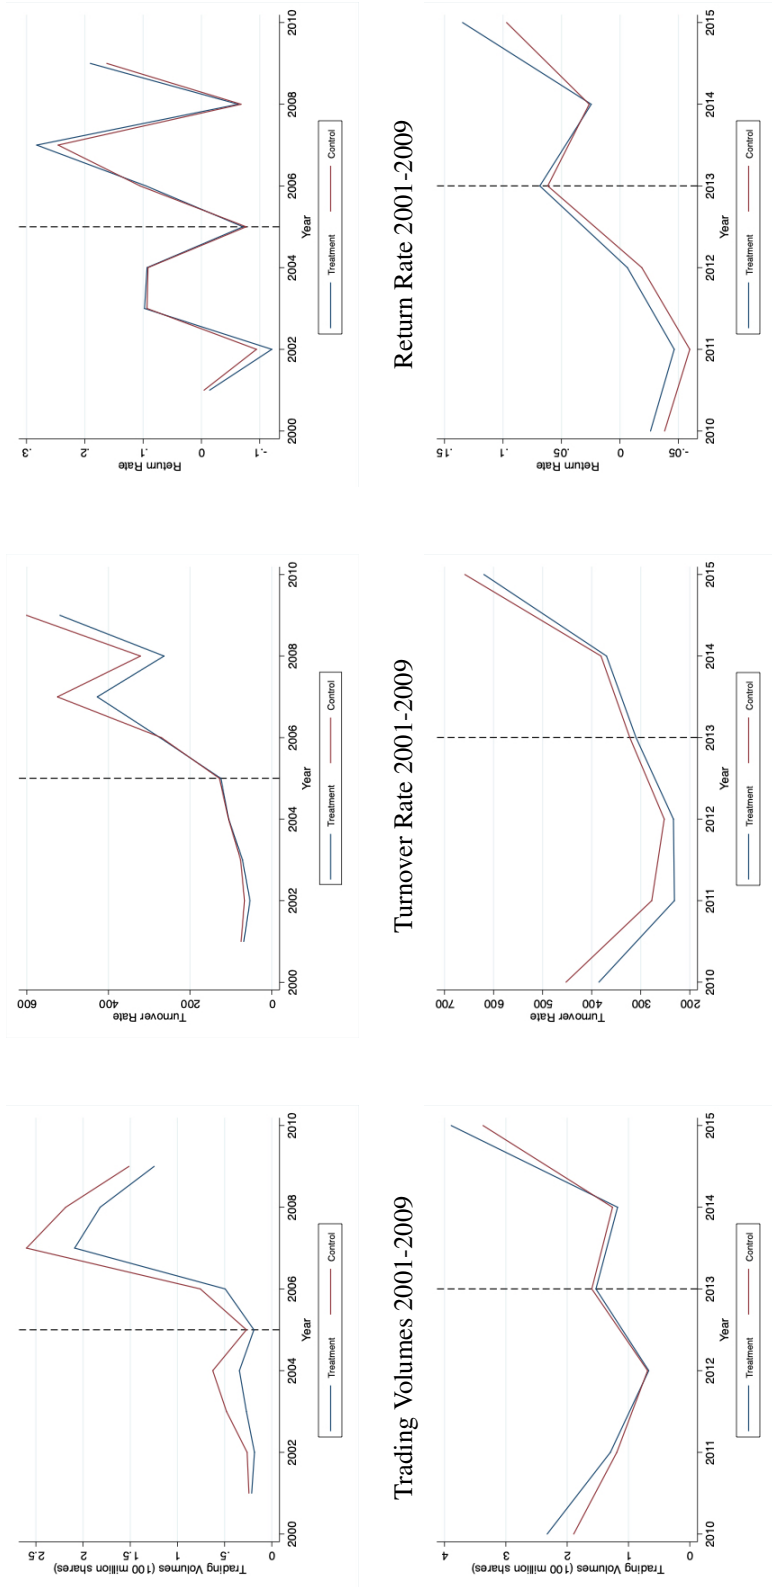 Trading Volumes (100 million shares)
2.5
2
1.5
1
.5
0
2000 2002 2004 2006 2008 2010
Year
Treatment Control
Trading Volumes 2001-2009
Turnover Rate
600
400
200
0
2000 2002 2004 2006 2008 2010
Year
Treatment Control
Turnover Rate 2001-2009
Return Rate
.3
.2
.1
0
-.1
2000 2002 2004 2006 2008 2010
Year
Treatment Control
Return Rate 2001-2009
Trading Volumes (100 million shares)
4
3
2
1
0
2010 2011 2012 2013 2014 2015
Year
Treatment Control
Turnover Rate
700
600
500
400
300
200
2010 2011 2012 2013 2014 2015
Year
Treatment Control
Return Rate
.15
.1
.05
0
-.05
2010 2011 2012 2013 2014 2015
Year
Treatment Control